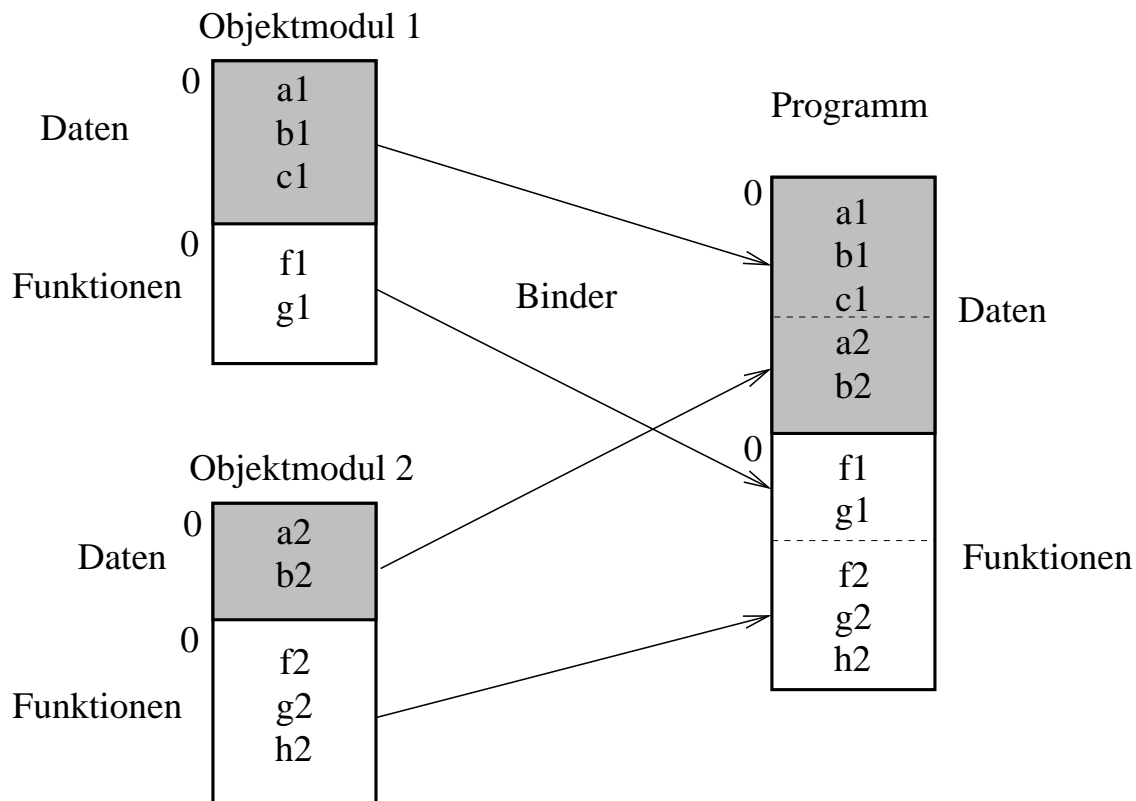 Objektmodul 1
0
Daten
a1
b1
c1
0
Funktionen
f1
g1
Binder
Objektmodul 2
0
Daten
a2
b2
0
Funktionen
f2
g2
h2
Programm
0
a1
b1
c1
a2
b2
Daten
0
f1
g1
f2
g2
h2
Funktionen